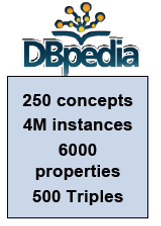 DBpedia
250 concepts
4M instances
6000
properties
500 Triples